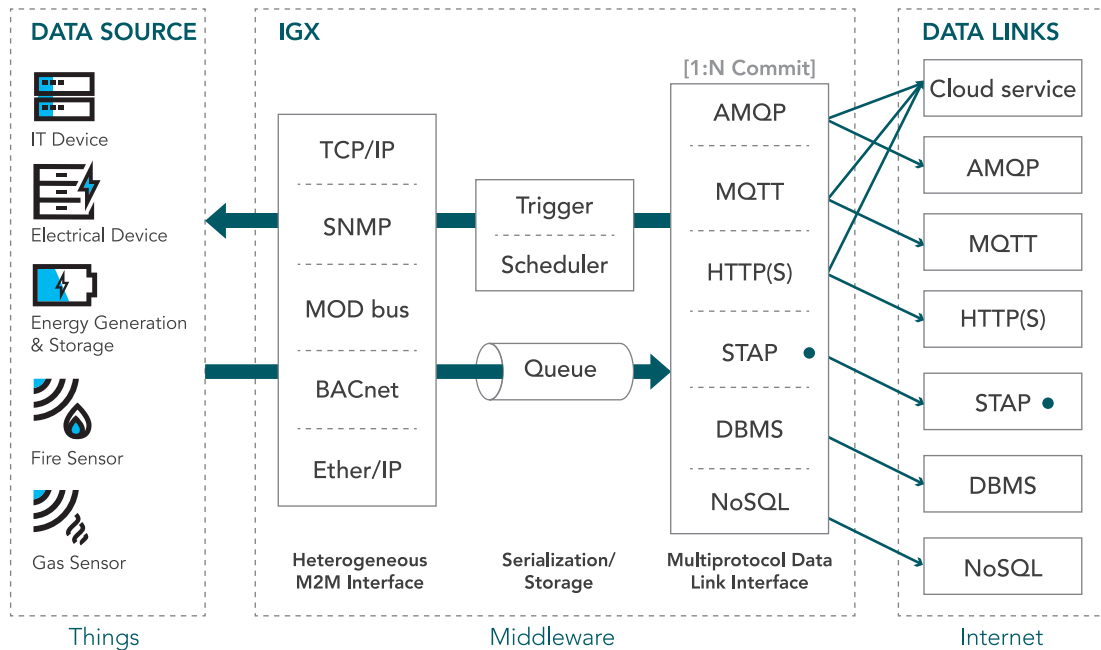 DATA SOURCE
IT Device
Electrical Device
Energy Generation
& Storage
Fire Sensor
Gas Sensor
Things
IGX
TCP/IP
SNMP
MOD bus
BACnet
Ether/IP
Heterogeneous
M2M Interface
Trigger
Scheduler
Queue
Serialization/
Storage
[1:N Commit]
AMQP
MQTT
HTTP(S)
STAP
DBMS
NoSQL
Multiprotocol Data
Link Interface
Middleware
DATA LINKS
Cloud service
AMQP
MQTT
HTTP(S)
STAP
DBMS
NoSQL
Internet